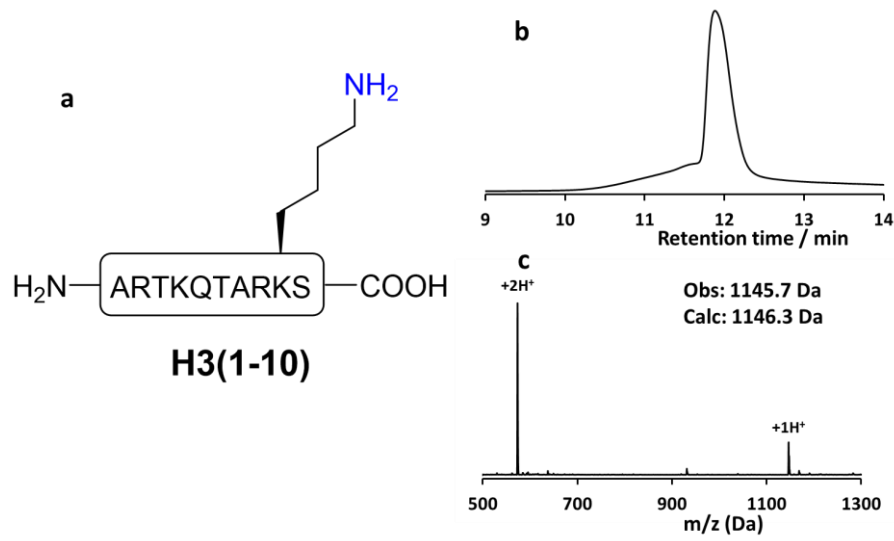 a
NH₂
H₂N
ARTKQTARKS
COOH
H3(1-10)
b
9 10 11 12 13 14
Retention time / min
c
+2H⁺
Obs: 1145.7 Da
Calc: 1146.3 Da
+1H⁺
500 700 900 1100 1300
m/z (Da)